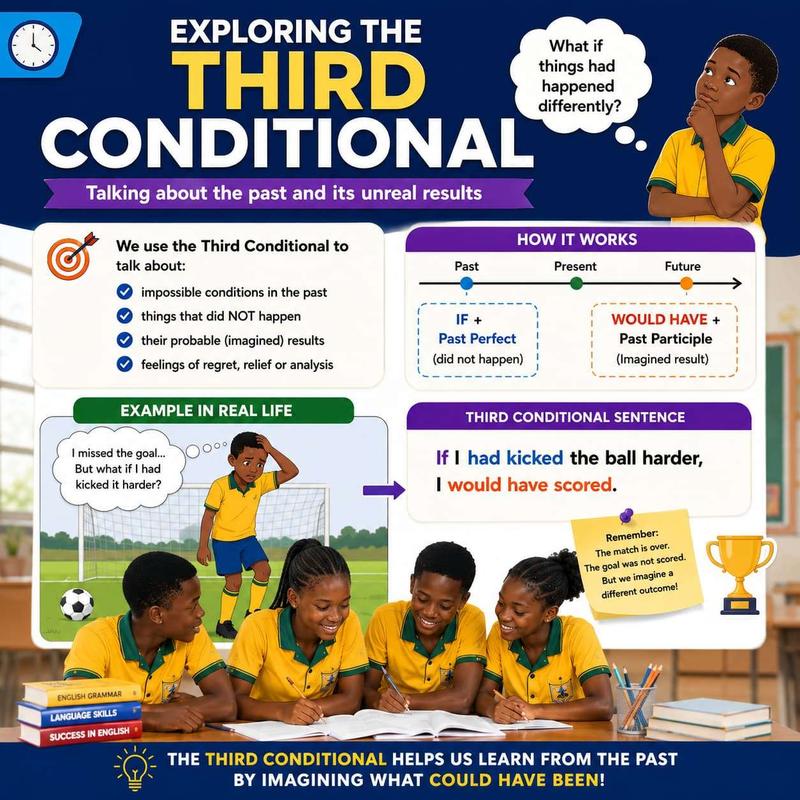 EXPLORING THE
THIRD
CONDITIONAL
Talking about the past and its unreal results
What if
things had
happened
differently?
We use the Third Conditional to
talk about:
impossible conditions in the past
things that did NOT happen
their probable (imagined) results
feelings of regret, relief or analysis
HOW IT WORKS
Past
Present
Future
IF +
Past Perfect
(did not happen)
WOULD HAVE +
Past Participle
(Imagined result)
EXAMPLE IN REAL LIFE
I missed the goal...
But what if I had
kicked it harder?
THIRD CONDITIONAL SENTENCE
If I had kicked the ball harder,
I would have scored.
Remember:
The match is over.
The goal was not scored.
But we imagine a
different outcome!
ENGLISH GRAMMAR
LANGUAGE SKILLS
SUCCESS IN ENGLISH
THE THIRD CONDITIONAL HELPS US LEARN FROM THE PAST
BY IMAGINING WHAT COULD HAVE BEEN!